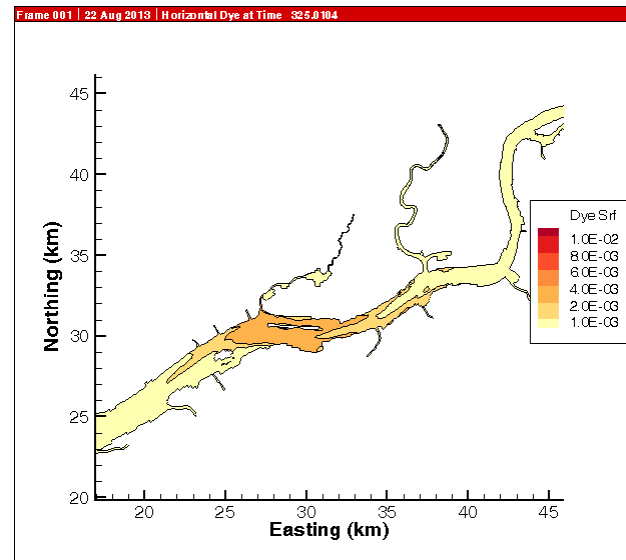 Frame 001 | 22 Aug 2013 | Horizontal Dye at Time 325.0104
45
40
35
30
25
20
Northing (km)
20 25 30 35 40 45
Easting (km)
Dye Srf
1.0E-02
8.0E-03
6.0E-03
4.0E-03
2.0E-03
1.0E-03